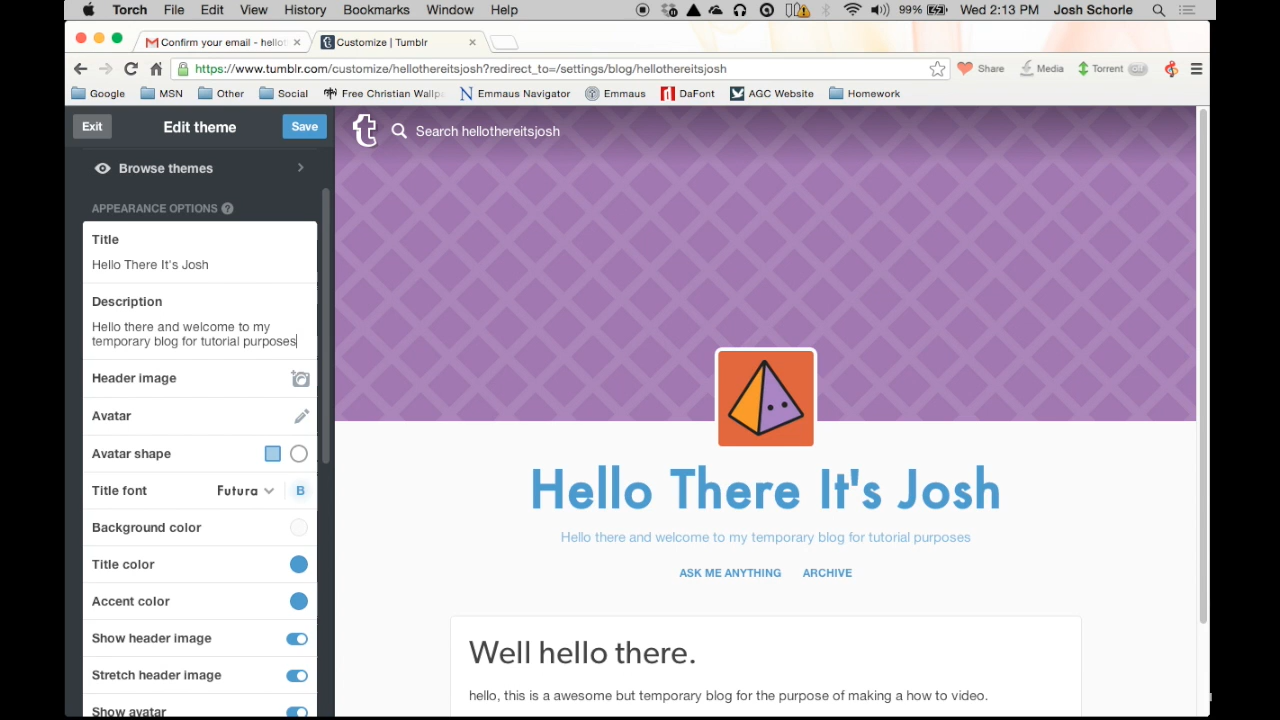 Torch File Edit View History Bookmarks Window Help 99% Wed 2:13 PM Josh Schorle
Confirm your email - hello
Customize | Tumblr
https://www.tumblr.com/customize/hellothereitsjosh?redirect_to=/settings/blog/hellothereitsjosh Share Media Torrent Off
Google MSN Other Social Free Christian Wallp Emmaus Navigator Emmaus DaFont AGC Website Homework
Exit Edit theme Save
Search hellothereitsjosh
Browse themes
APPEARANCE OPTIONS ?
Title
Hello There It's Josh
Description
Hello there and welcome to my
temporary blog for tutorial purposes
Header image
Avatar
Avatar shape
Title font Futura B
Background color
Title color
Accent color
Show header image
Stretch header image
Show avatar
Hello There It's Josh
Hello there and welcome to my temporary blog for tutorial purposes
ASK ME ANYTHING ARCHIVE
Well hello there.
hello, this is a awesome but temporary blog for the purpose of making a how to video.